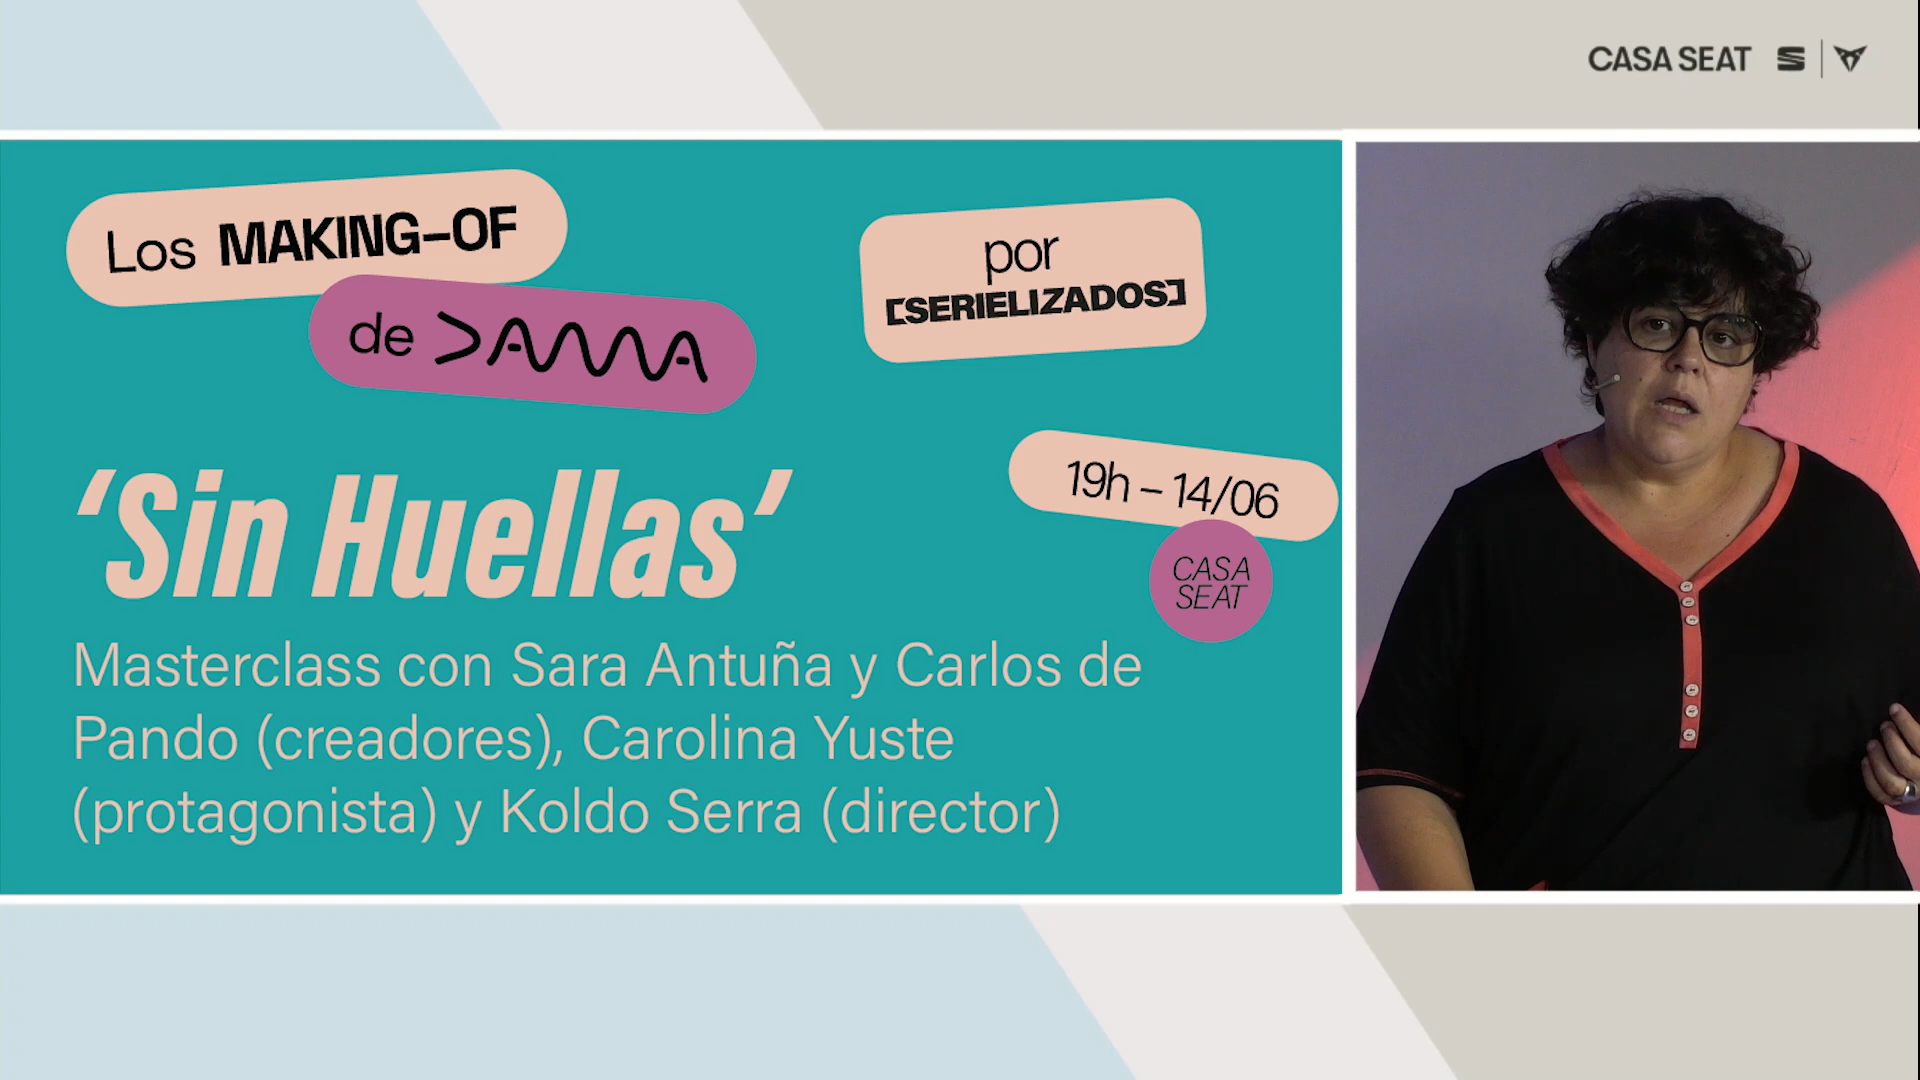 CASA SEAT
Los MAKING-OF
de DAMA
por
[SERIELIZADOS]
19h – 14/06
CASA
SEAT
‘Sin Huellas’
Masterclass con Sara Antuña y Carlos de
Pando (creadores), Carolina Yuste
(protagonista) y Koldo Serra (director)